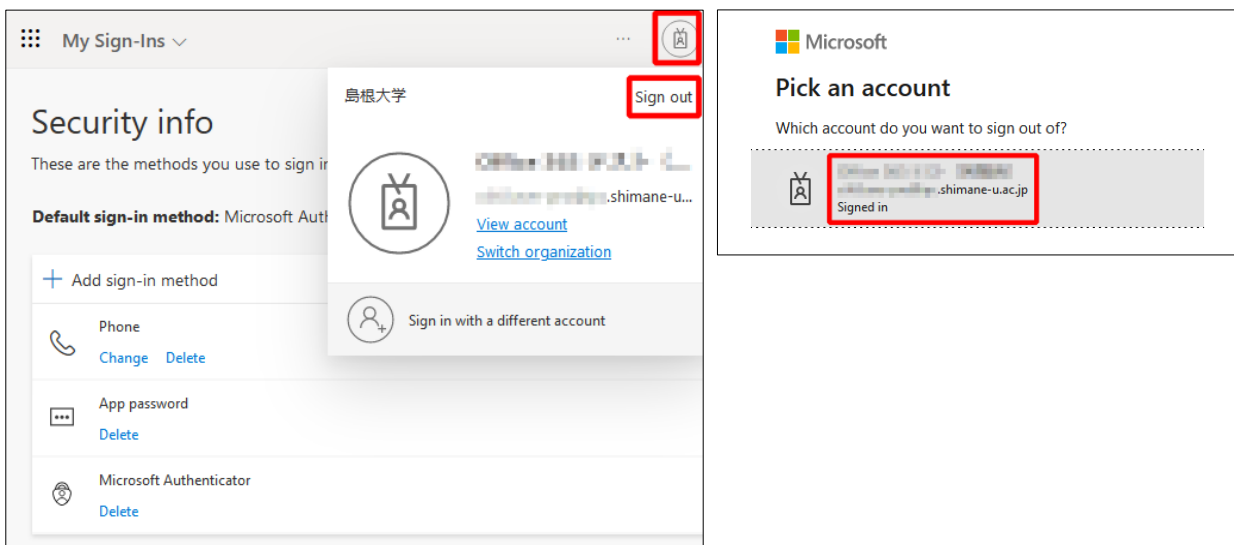 My Sign-Ins
Security info
These are the methods you use to sign
Default sign-in method: Microsoft
Add sign-in method
Phone
Change Delete
App password
Delete
Microsoft Authenticator
Delete
島根大学
Sign out
.shimane-u...
View account
Switch organization
Sign in with a different account
Microsoft
Pick an account
Which account do you want to sign out of?
.shimane-u.ac.jp
Signed in